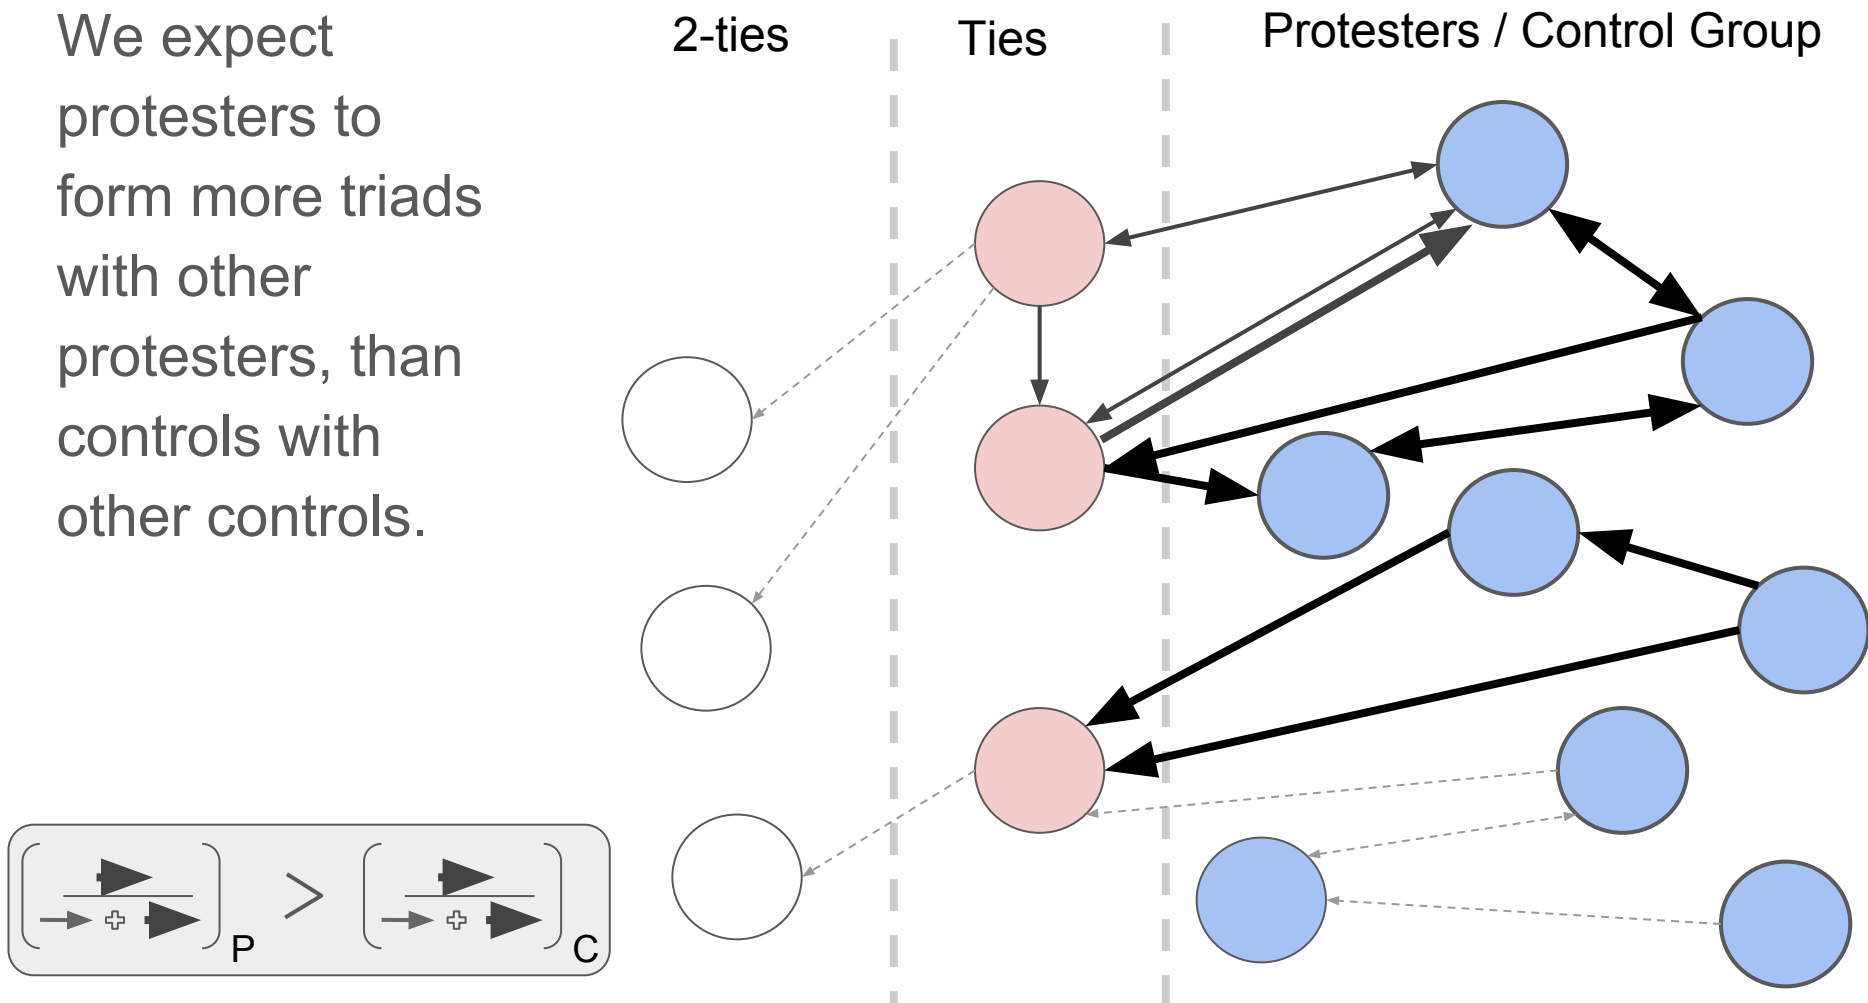 We expect
protesters to
form more triads
with other
protesters, than
controls with
other controls.
2-ties
Ties
Protesters / Control Group
+ > +
P C